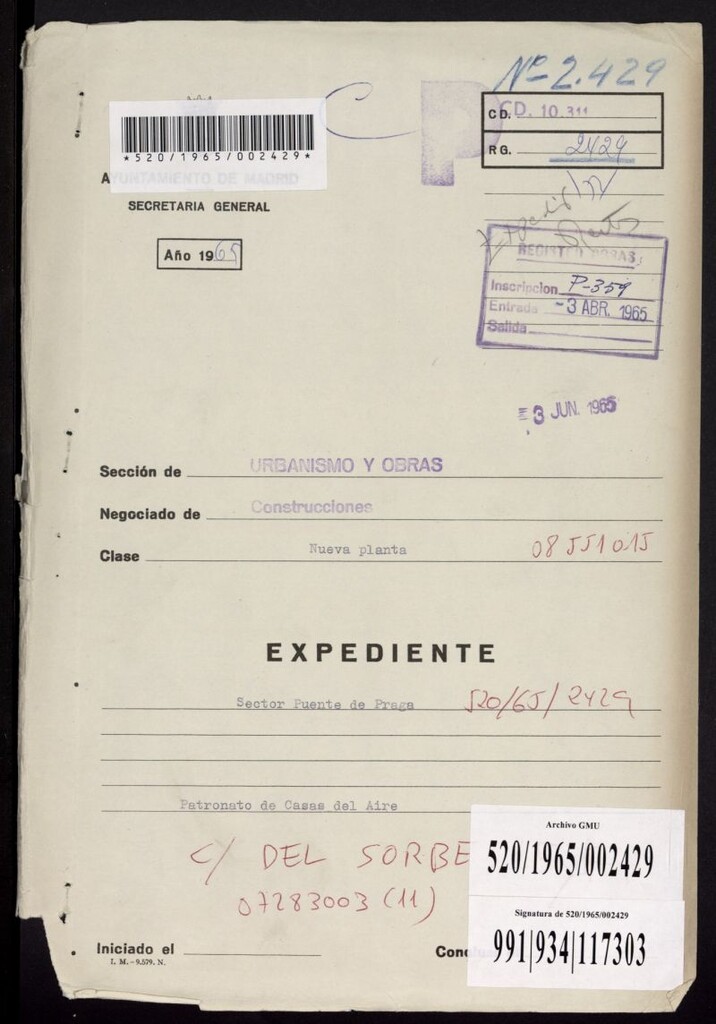 Nº 2.429
C P
*520/1965/002429*
CD. CD. 10.311
RG. 2429
AYUNTAMIENTO DE MADRID
SECRETARIA GENERAL
Año 1965
REGISTRO OBRAS
Inscripcion P-359
Entrada -3 ABR. 1965
Salida
3 JUN. 1965
Sección de URBANISMO Y OBRAS
Negociado de Construcciones
Clase Nueva planta 08551015
EXPEDIENTE
Sector Puente de Praga 520/65/2429
Patronato de Casas del Aire
C/ DEL SORBE
07283003 (11)
Archivo GMU
520/1965/002429
Signatura de 520/1965/002429
991|934|117303
Iniciado el
I. M.-9.579. N.